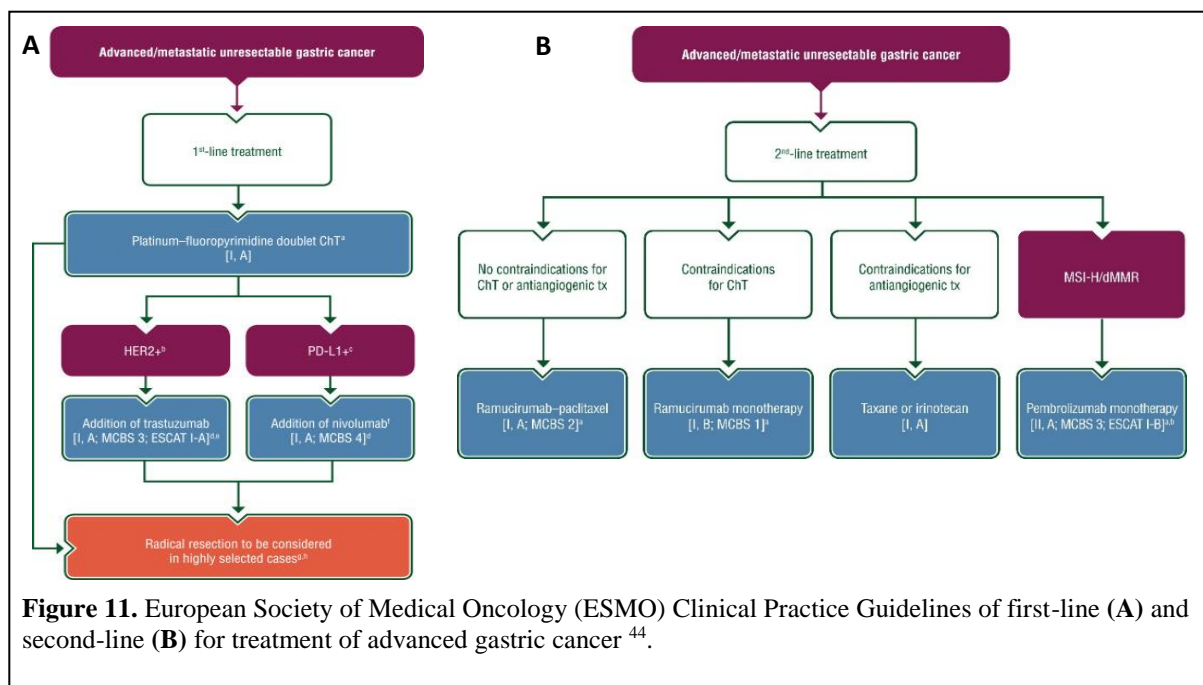 A
Advanced/metastatic unresectable gastric cancer
1st-line treatment
Platinum–fluoropyrimidine doublet ChTᵃ
[I, A]
HER2+ᵇ
PD-L1+ᶜ
Addition of trastuzumab
[I, A; MCBS 3; ESCAT I-A]ᵈ,ᵉ
Addition of nivolumabᶠ
[I, A; MCBS 4]ᵈ
Radical resection to be considered
in highly selected casesᵍ,ʰ
B
Advanced/metastatic unresectable gastric cancer
2nd-line treatment
No contraindications for
ChT or antiangiogenic tx
Contraindications
for ChT
Contraindications for
antiangiogenic tx
MSI-H/dMMR
Ramucirumab–paclitaxel
[I, A; MCBS 2]ᵃ
Ramucirumab monotherapy
[I, B; MCBS 1]ᵃ
Taxane or irinotecan
[I, A]
Pembrolizumab monotherapy
[II, A; MCBS 3; ESCAT I-B]ᵃ,ᵇ
Figure 11. European Society of Medical Oncology (ESMO) Clinical Practice Guidelines of first-line (A) and
second-line (B) for treatment of advanced gastric cancer ⁴⁴.